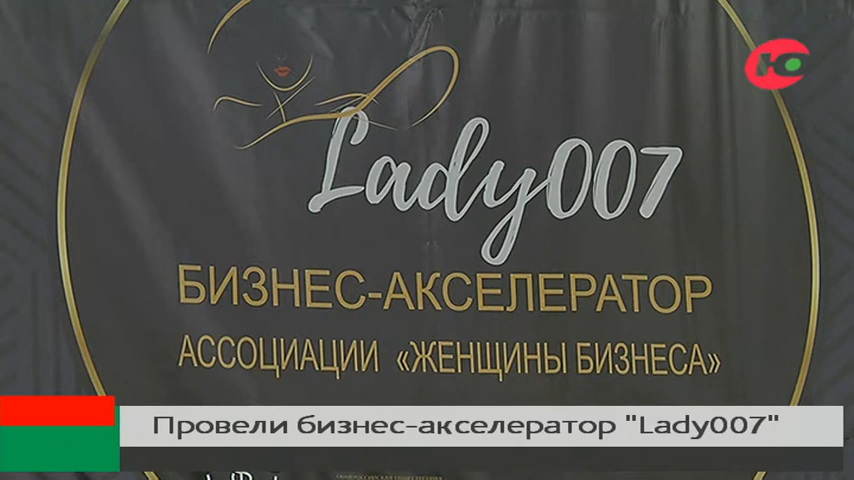 Ю
Lady007
БИЗНЕС-АКСЕЛЕРАТОР
АССОЦИАЦИИ «ЖЕНЩИНЫ БИЗНЕСА»
Провели бизнес-акселератор "Lady007"